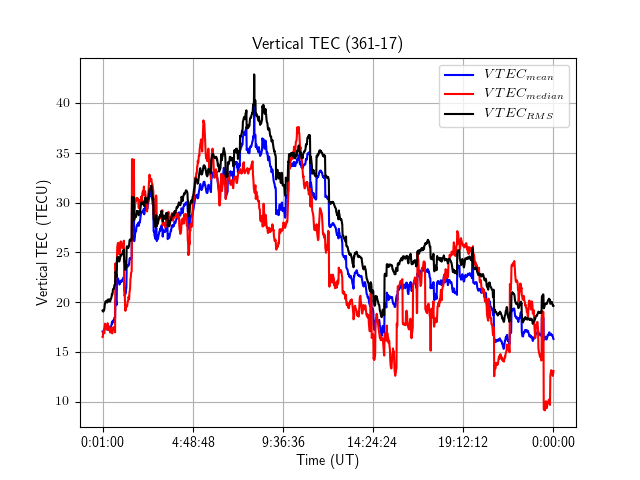 Vertical TEC (361-17)
VTEC_mean
VTEC_median
VTEC_RMS
Vertical TEC (TECU)
40
35
30
25
20
15
10
0:01:00 4:48:48 9:36:36 14:24:24 19:12:12 0:00:00
Time (UT)